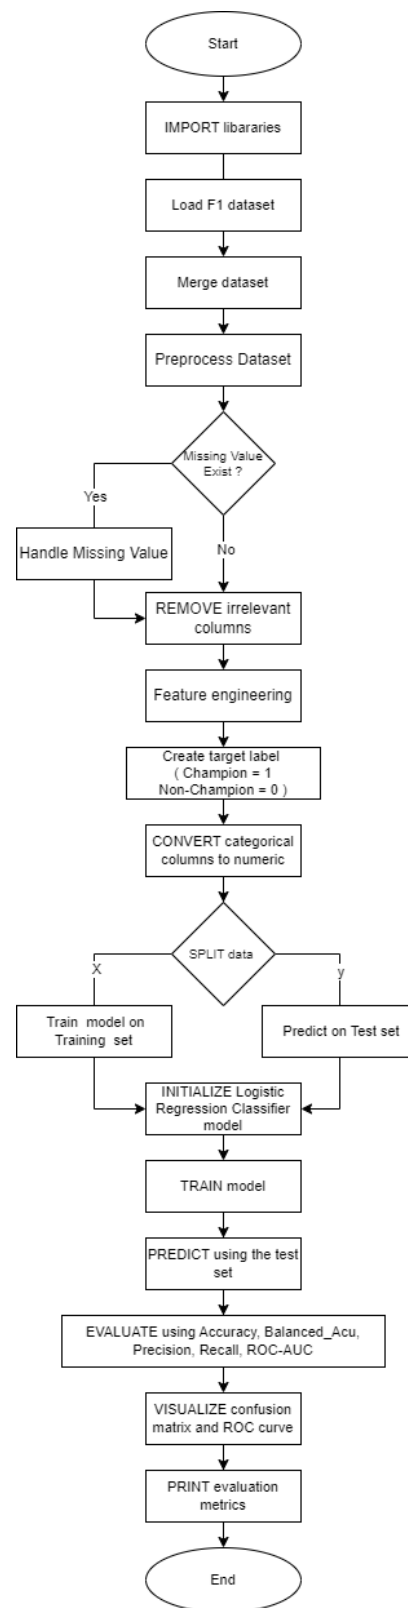 Start
IMPORT libararies
Load F1 dataset
Merge dataset
Preprocess Dataset
Missing Value
Exist ?
Yes
Handle Missing Value
No
REMOVE irrelevant
columns
Feature engineering
Create target label
( Champion = 1
Non-Champion = 0 )
CONVERT categorical
columns to numeric
SPLIT data
X
y
Train model on
Training set
Predict on Test set
INITIALIZE Logistic
Regression Classifier
model
TRAIN model
PREDICT using the test
set
EVALUATE using Accuracy, Balanced_Acu,
Precision, Recall, ROC-AUC
VISUALIZE confusion
matrix and ROC curve
PRINT evaluation
metrics
End